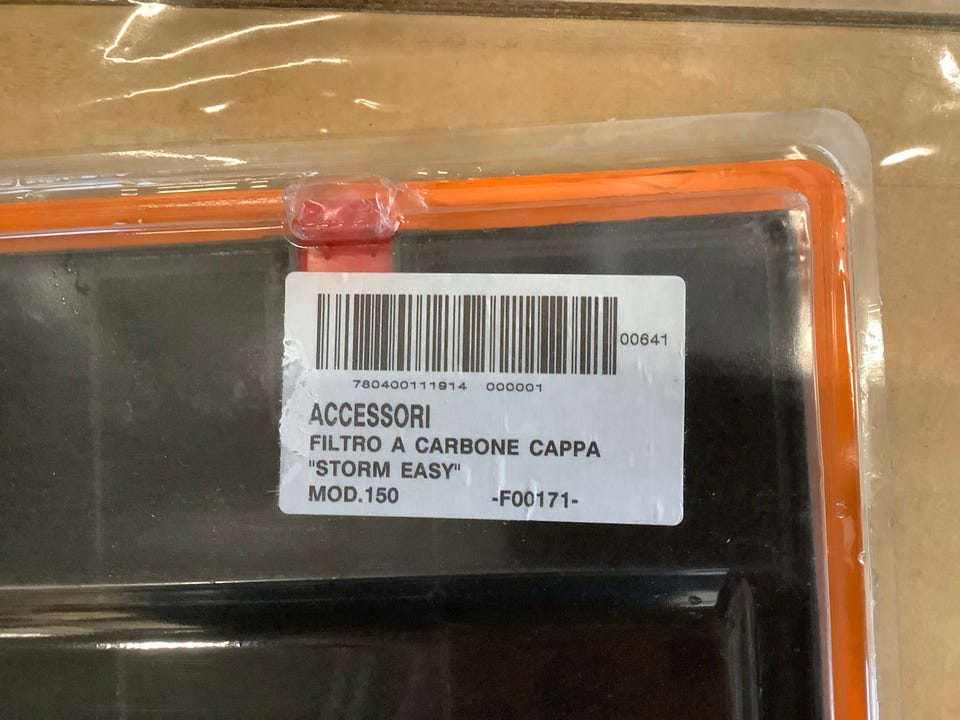 00641
780400111914 000001
ACCESSORI
FILTRO A CARBONE CAPPA
"STORM EASY"
MOD.150 -F00171-